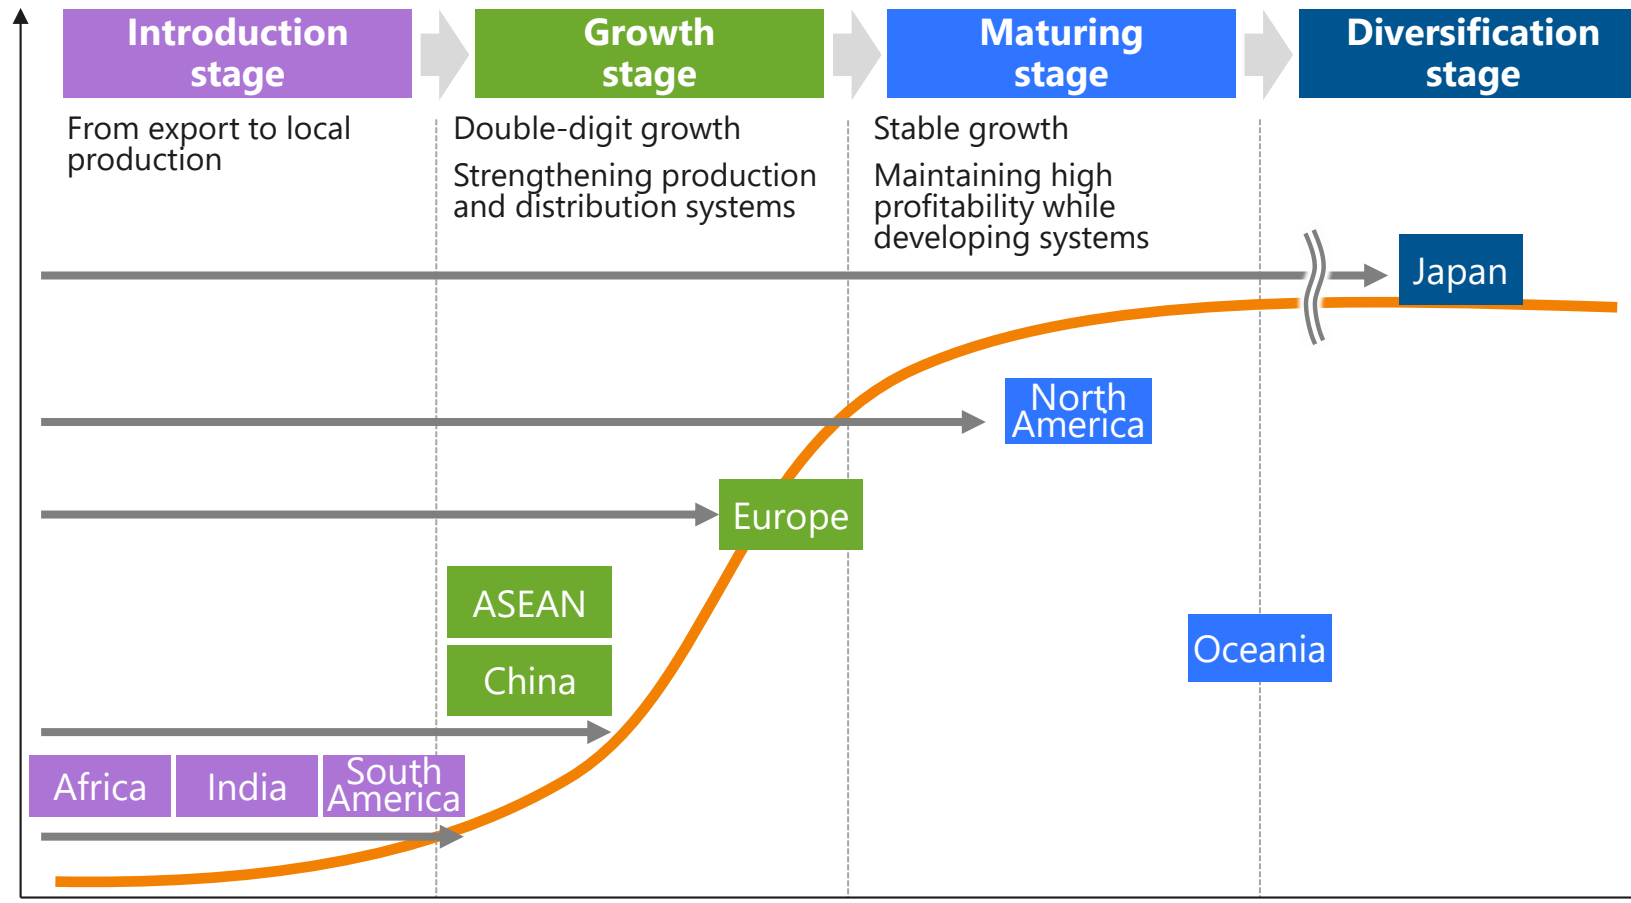 Introduction
stage
Growth
stage
Maturing
stage
Diversification
stage
From export to local
production
Double-digit growth
Strengthening production
and distribution systems
Stable growth
Maintaining high
profitability while
developing systems
Japan
North
America
Europe
ASEAN
China
Oceania
Africa
India
South
America